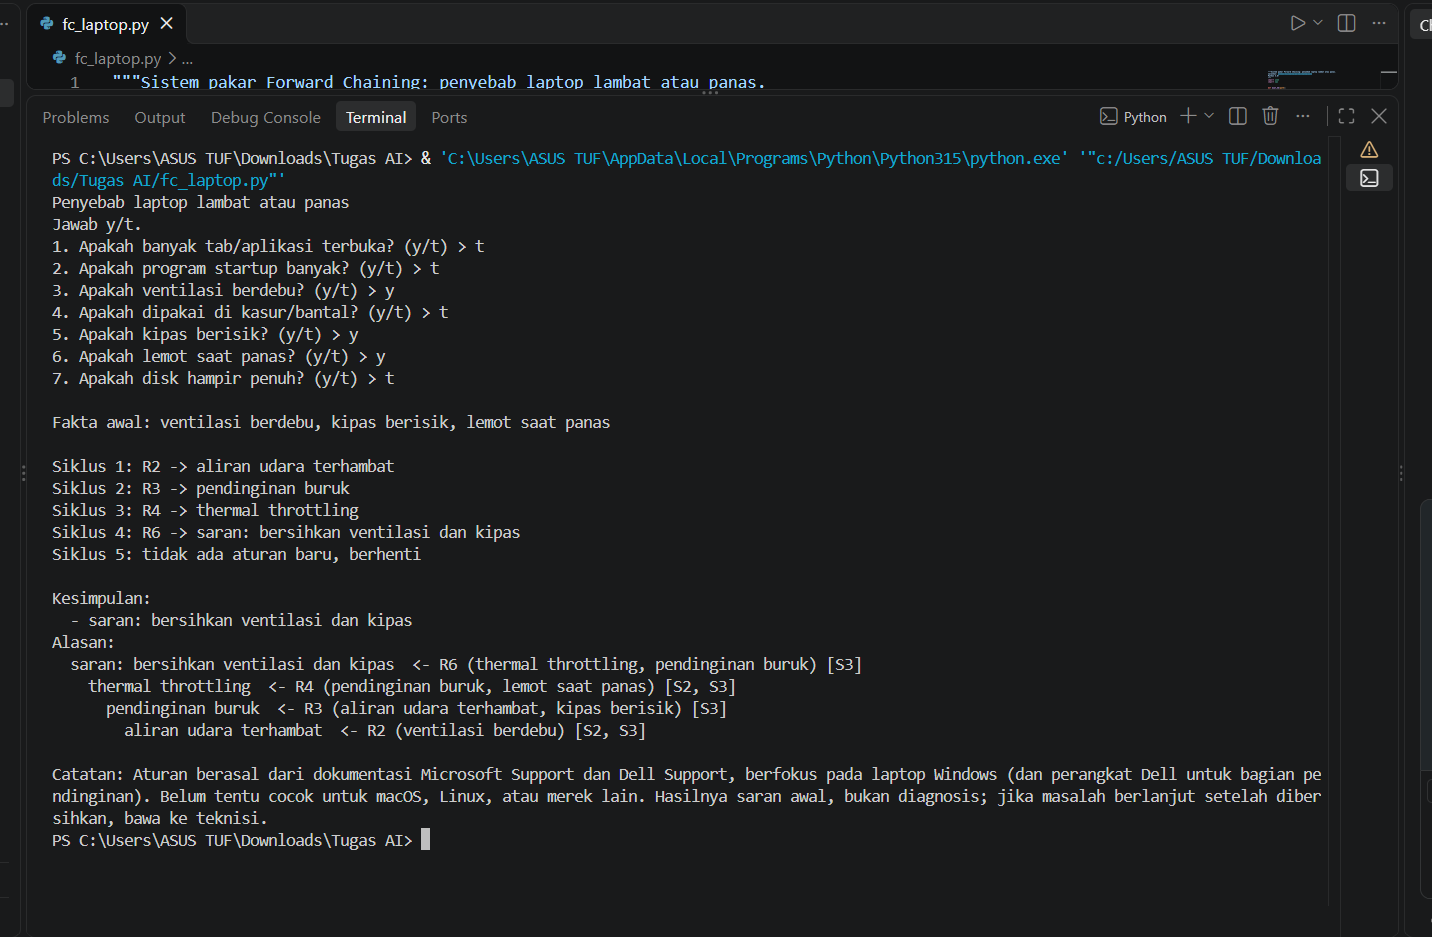 fc_laptop.py
fc_laptop.py > ...
1 """Sistem pakar Forward Chaining: penyebab laptop lambat atau panas.
Problems Output Debug Console Terminal Ports
Python
PS C:\Users\ASUS TUF\Downloads\Tugas AI> & 'C:\Users\ASUS TUF\AppData\Local\Programs\Python\Python315\python.exe' '"c:/Users/ASUS TUF/Downloa
ds/Tugas AI/fc_laptop.py"'
Penyebab laptop lambat atau panas
Jawab y/t.
1. Apakah banyak tab/aplikasi terbuka? (y/t) > t
2. Apakah program startup banyak? (y/t) > t
3. Apakah ventilasi berdebu? (y/t) > y
4. Apakah dipakai di kasur/bantal? (y/t) > t
5. Apakah kipas berisik? (y/t) > y
6. Apakah lemot saat panas? (y/t) > y
7. Apakah disk hampir penuh? (y/t) > t
Fakta awal: ventilasi berdebu, kipas berisik, lemot saat panas
Siklus 1: R2 -> aliran udara terhambat
Siklus 2: R3 -> pendinginan buruk
Siklus 3: R4 -> thermal throttling
Siklus 4: R6 -> saran: bersihkan ventilasi dan kipas
Siklus 5: tidak ada aturan baru, berhenti
Kesimpulan:
- saran: bersihkan ventilasi dan kipas
Alasan:
saran: bersihkan ventilasi dan kipas <- R6 (thermal throttling, pendinginan buruk) [S3]
thermal throttling <- R4 (pendinginan buruk, lemot saat panas) [S2, S3]
pendinginan buruk <- R3 (aliran udara terhambat, kipas berisik) [S3]
aliran udara terhambat <- R2 (ventilasi berdebu) [S2, S3]
Catatan: Aturan berasal dari dokumentasi Microsoft Support dan Dell Support, berfokus pada laptop Windows (dan perangkat Dell untuk bagian pe
ndinginan). Belum tentu cocok untuk macOS, Linux, atau merek lain. Hasilnya saran awal, bukan diagnosis; jika masalah berlanjut setelah diber
sihkan, bawa ke teknisi.
PS C:\Users\ASUS TUF\Downloads\Tugas AI>